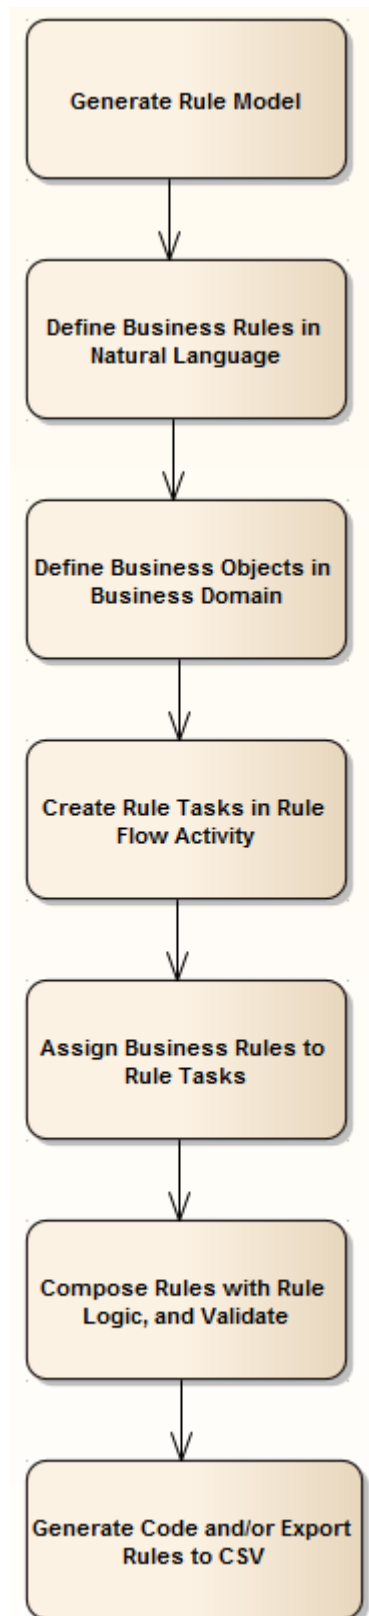 Generate Rule Model
Define Business Rules in
Natural Language
Define Business Objects in
Business Domain
Create Rule Tasks in Rule
Flow Activity
Assign Business Rules to
Rule Tasks
Compose Rules with Rule
Logic, and Validate
Generate Code and/or Export
Rules to CSV